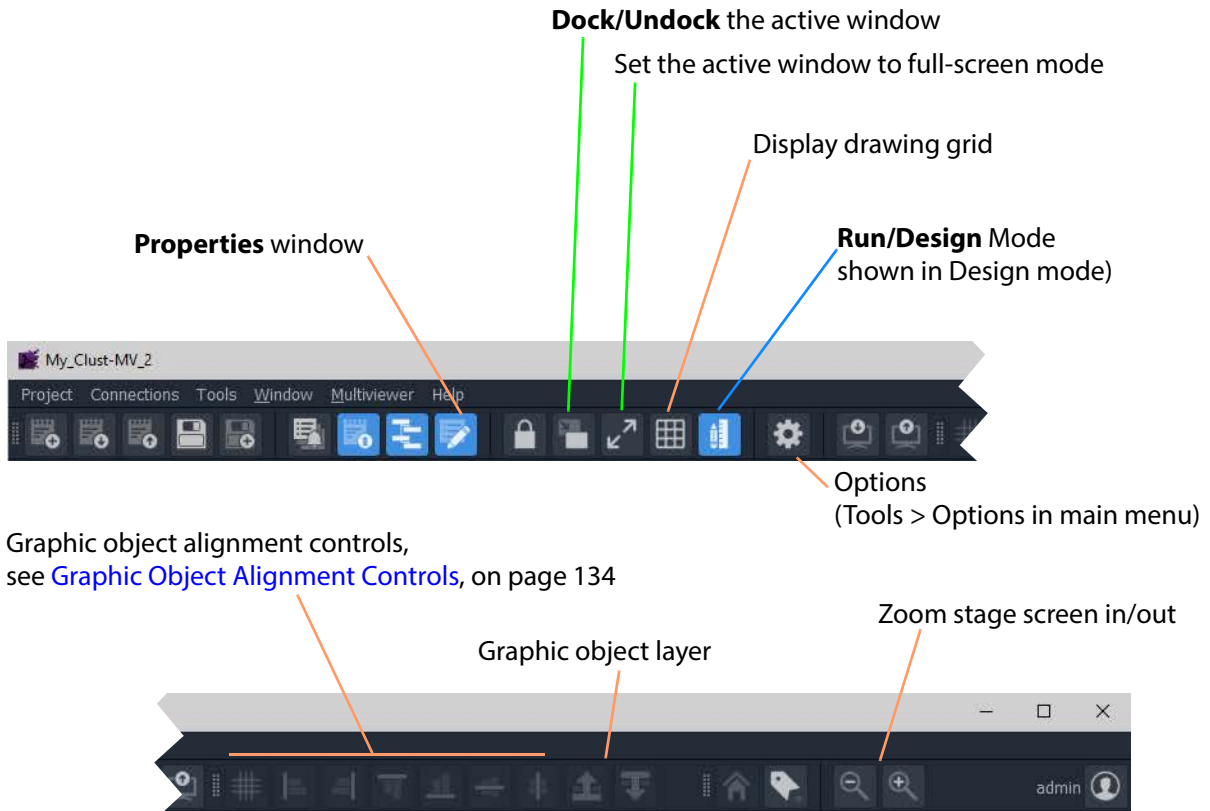 Dock/Undock the active window
Set the active window to full-screen mode
Display drawing grid
Properties window
Run/Design Mode
shown in Design mode)
My_Clust-MV_2
Project Connections Tools Window Multiviewer Help
Options
(Tools > Options in main menu)
Graphic object alignment controls,
see Graphic Object Alignment Controls, on page 134
Zoom stage screen in/out
Graphic object layer
admin